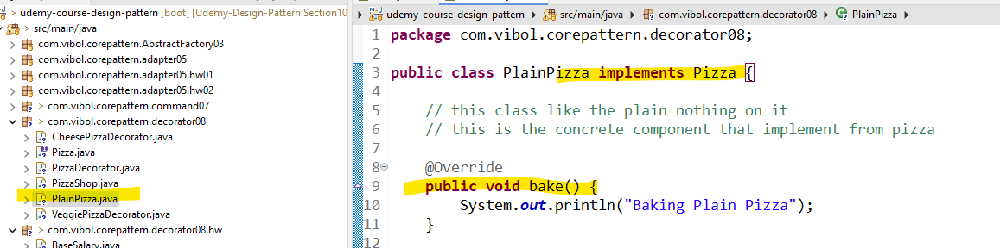 udemy-course-design-pattern [boot] [Udemy-Design-Pattern Section10
src/main/java
com.vibol.corepattern.AbstractFactory03
com.vibol.corepattern.adapter05
com.vibol.corepattern.adapter05.hw01
com.vibol.corepattern.adapter05.hw02
> com.vibol.corepattern.command07
> com.vibol.corepattern.decorator08
CheesePizzaDecorator.java
Pizza.java
PizzaDecorator.java
PizzaShop.java
PlainPizza.java
VeggiePizzaDecorator.java
> com.vibol.corepattern.decorator08.hw
BaseSalary.java
udemy-course-design-pattern src/main/java com.vibol.corepattern.decorator08 PlainPizza
1 package com.vibol.corepattern.decorator08;
2
3 public class PlainPizza implements Pizza {
4
5 // this class like the plain nothing on it
6 // this is the concrete component that implement from pizza
7
8 @Override
9 public void bake() {
10 System.out.println("Baking Plain Pizza");
11 }
12